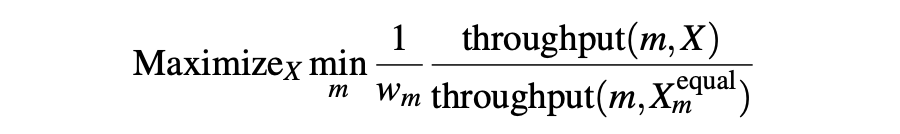 Maximize_X min_m 1/w_m throughput(m, X)/throughput(m, X_m^equal)